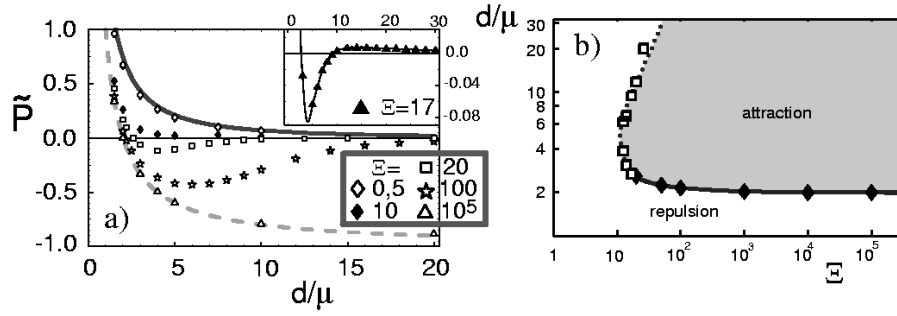 a)
P̃
1.0
0.5
0.0
-0.5
-1.0
0 5 10 15 20
d/μ
0 10 20 30
0.0
-0.04
-0.08
Ξ=17
Ξ= 20
0,5 100
10 10⁵
b)
d/μ
30
20
10
8
6
4
2
attraction
repulsion
1 10 10² 10³ 10⁴ 10⁵
Ξ